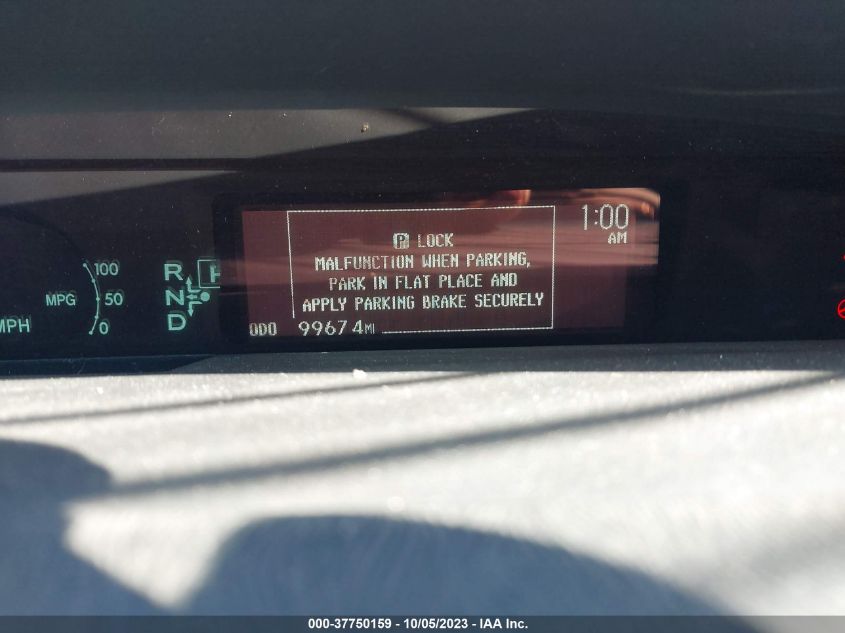 1:00
AM
P LOCK
MALFUNCTION WHEN PARKING,
PARK IN FLAT PLACE AND
APPLY PARKING BRAKE SECURELY
ODO 99674 MI
100
MPG 50
0
MPH
R
N
D
000-37750159 - 10/05/2023 - IAA Inc.